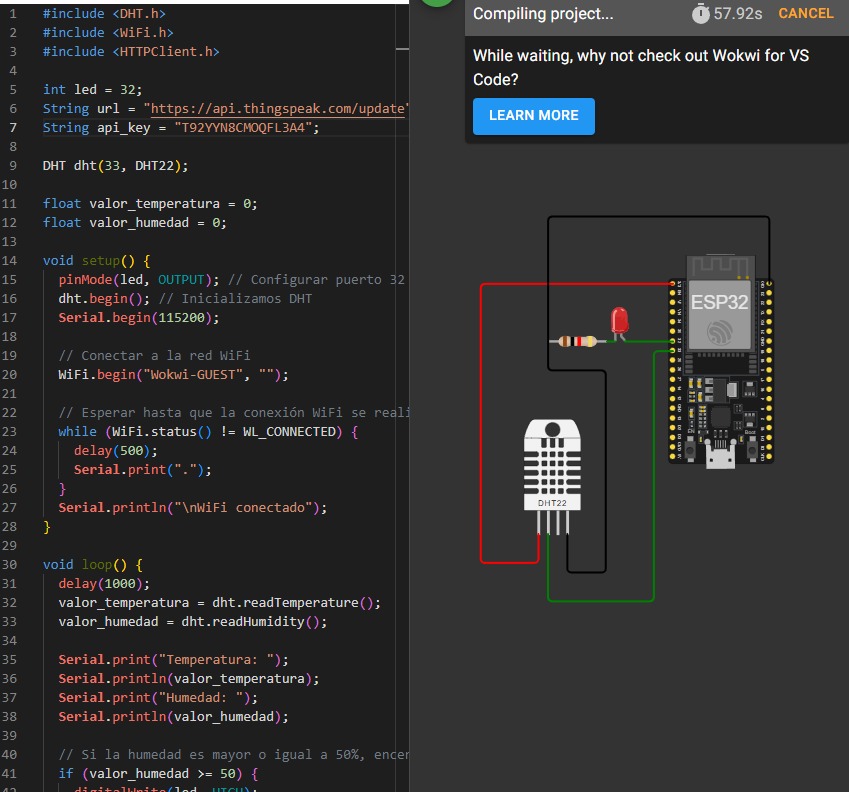 1 #include <DHT.h>
2 #include <WiFi.h>
3 #include <HTTPClient.h>
4
5 int led = 32;
6 String url = "https://api.thingspeak.com/update"
7 String api_key = "T92YYN8CMOQFL3A4";
8
9 DHT dht(33, DHT22);
10
11 float valor_temperatura = 0;
12 float valor_humedad = 0;
13
14 void setup() {
15 pinMode(led, OUTPUT); // Configurar puerto 32
16 dht.begin(); // Inicializamos DHT
17 Serial.begin(115200);
18
19 // Conectar a la red WiFi
20 WiFi.begin("Wokwi-GUEST", "");
21
22 // Esperar hasta que la conexión WiFi se reali
23 while (WiFi.status() != WL_CONNECTED) {
24 delay(500);
25 Serial.print(".");
26 }
27 Serial.println("\nWiFi conectado");
28 }
29
30 void loop() {
31 delay(1000);
32 valor_temperatura = dht.readTemperature();
33 valor_humedad = dht.readHumidity();
34
35 Serial.print("Temperatura: ");
36 Serial.println(valor_temperatura);
37 Serial.print("Humedad: ");
38 Serial.println(valor_humedad);
39
40 // Si la humedad es mayor o igual a 50%, encen
41 if (valor_humedad >= 50) {
42 digitalWrite(led, HIGH);
Compiling project... 57.92s CANCEL
While waiting, why not check out Wokwi for VS
Code?
LEARN MORE
ESP32
EN
Boot
DHT22